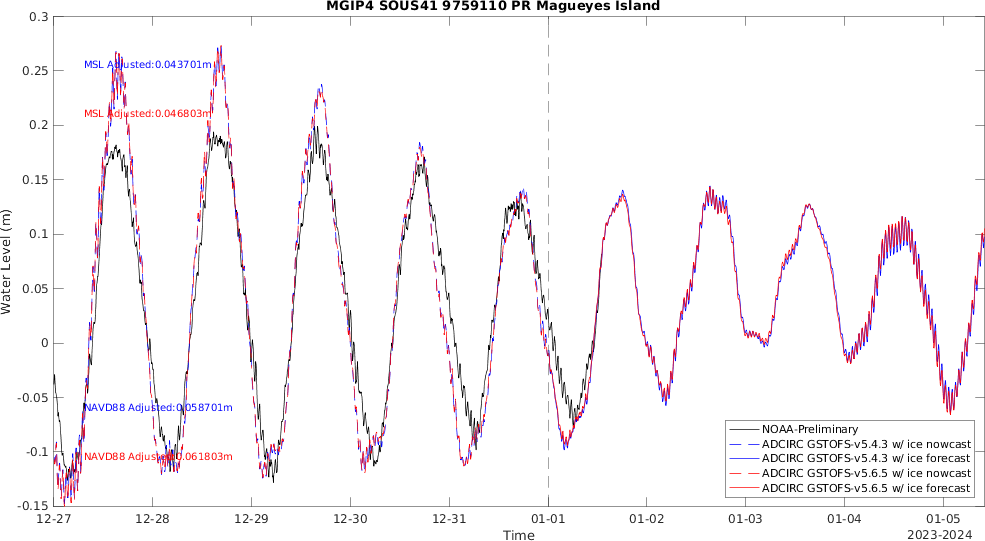 MGIP4 SOUS41 9759110 PR Magueyes Island
0.3
0.25
0.2
0.15
0.1
0.05
0
-0.05
-0.1
-0.15
Water Level (m)
MSL Adjusted:0.043701m
MSL Adjusted:0.046803m
NAVD88 Adjusted:0.058701m
NAVD88 Adjusted:0.061803m
NOAA-Preliminary
ADCIRC GSTOFS-v5.4.3 w/ ice nowcast
ADCIRC GSTOFS-v5.4.3 w/ ice forecast
ADCIRC GSTOFS-v5.6.5 w/ ice nowcast
ADCIRC GSTOFS-v5.6.5 w/ ice forecast
12-27 12-28 12-29 12-30 12-31 01-01 01-02 01-03 01-04 01-05
Time
2023-2024